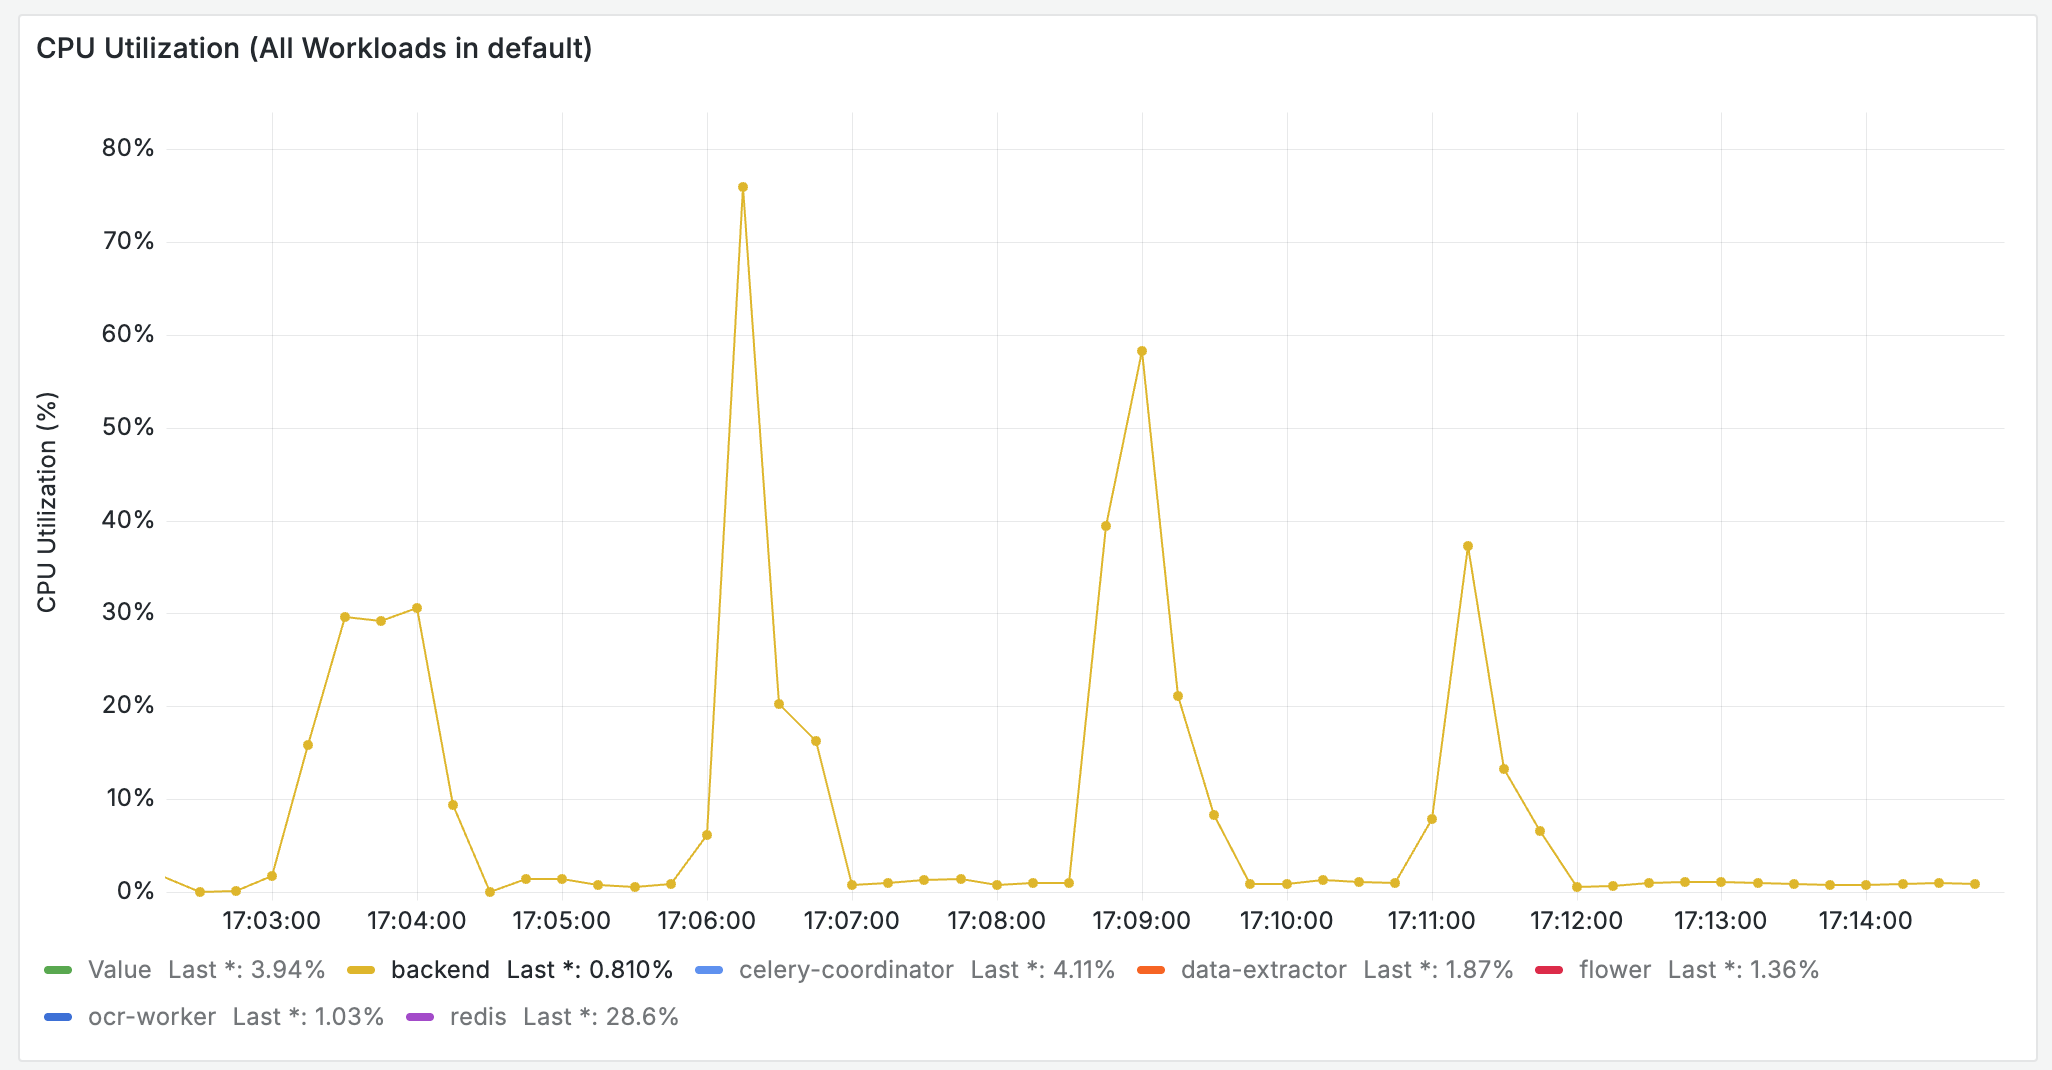 CPU Utilization (All Workloads in default)
80%
70%
60%
50%
40%
30%
20%
10%
0%
CPU Utilization (%)
17:03:00 17:04:00 17:05:00 17:06:00 17:07:00 17:08:00 17:09:00 17:10:00 17:11:00 17:12:00 17:13:00 17:14:00
Value Last *: 3.94% backend Last *: 0.810% celery-coordinator Last *: 4.11% data-extractor Last *: 1.87% flower Last *: 1.36%
ocr-worker Last *: 1.03% redis Last *: 28.6%